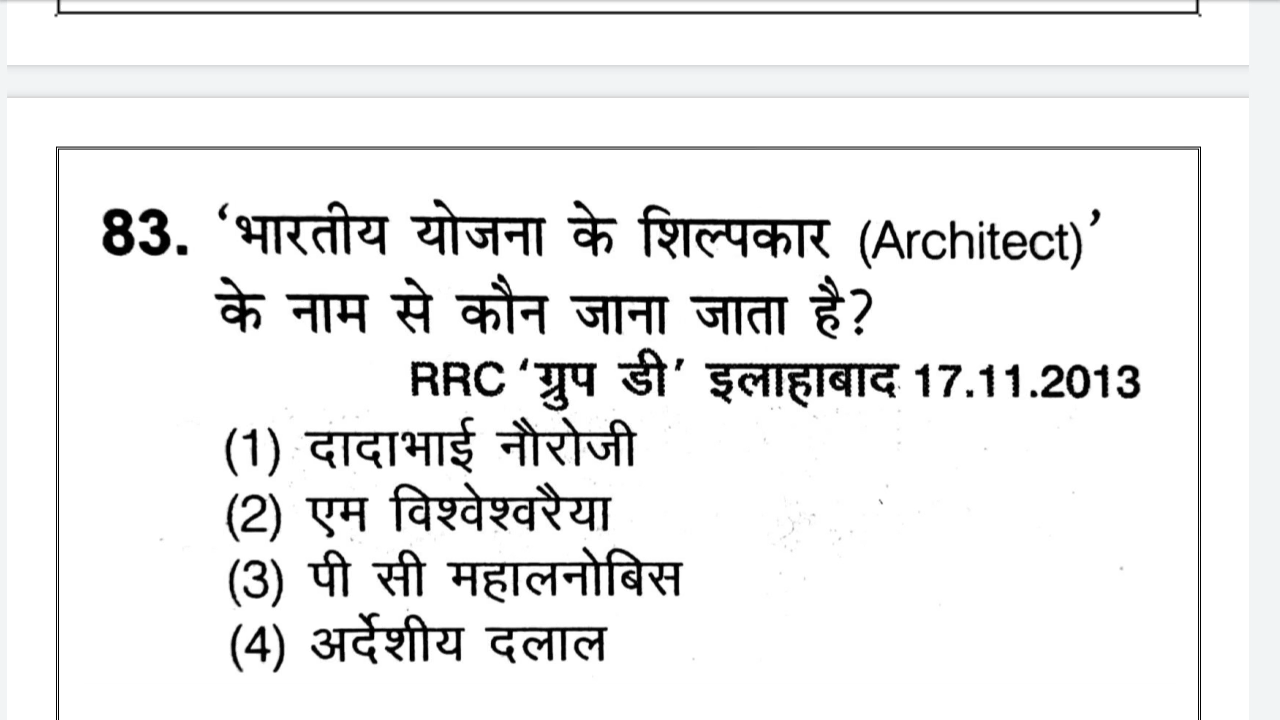 83. ‘भारतीय योजना के शिल्पकार (Architect)’
के नाम से कौन जाना जाता है?
RRC ‘ग्रुप डी’ इलाहाबाद 17.11.2013
(1) दादाभाई नौरोजी
(2) एम विश्वेश्वरैया
(3) पी सी महालनोबिस
(4) अर्देशीय दलाल